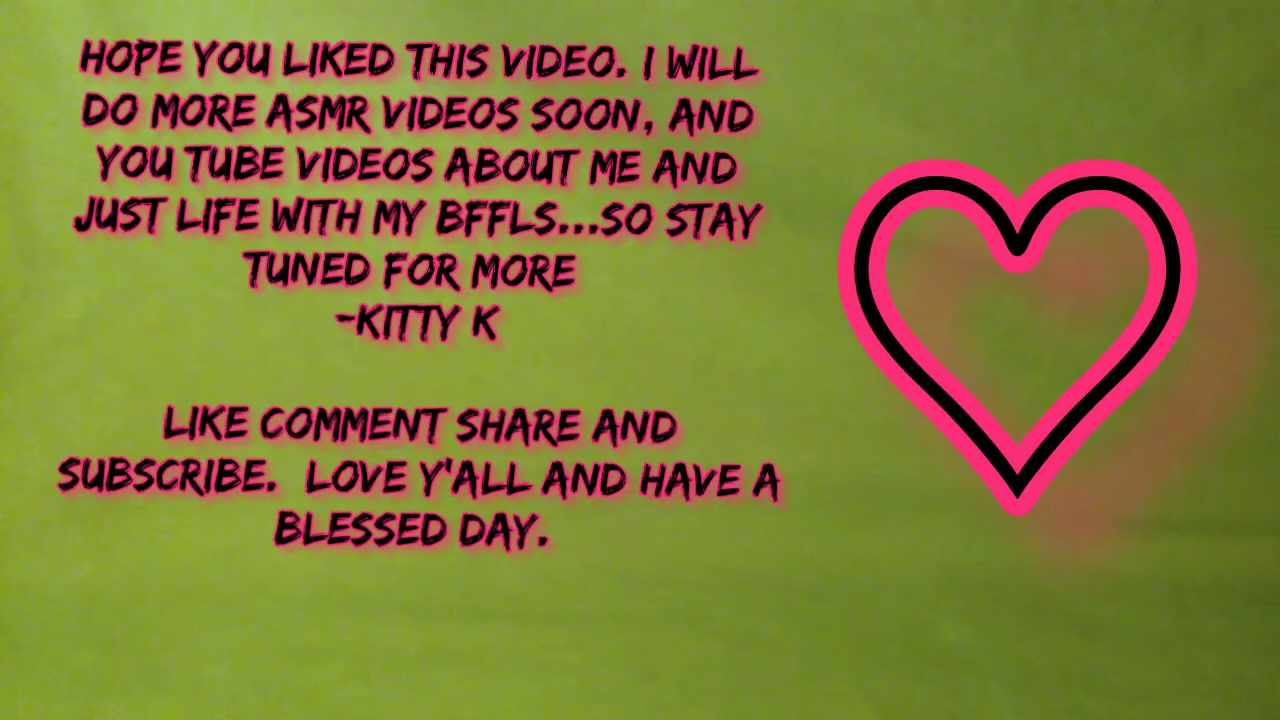 HOPE YOU LIKED THIS VIDEO. I WILL
DO MORE ASMR VIDEOS SOON, AND
YOU TUBE VIDEOS ABOUT ME AND
JUST LIFE WITH MY BFFLS...SO STAY
TUNED FOR MORE
-KITTY K
LIKE COMMENT SHARE AND
SUBSCRIBE. LOVE Y'ALL AND HAVE A
BLESSED DAY.